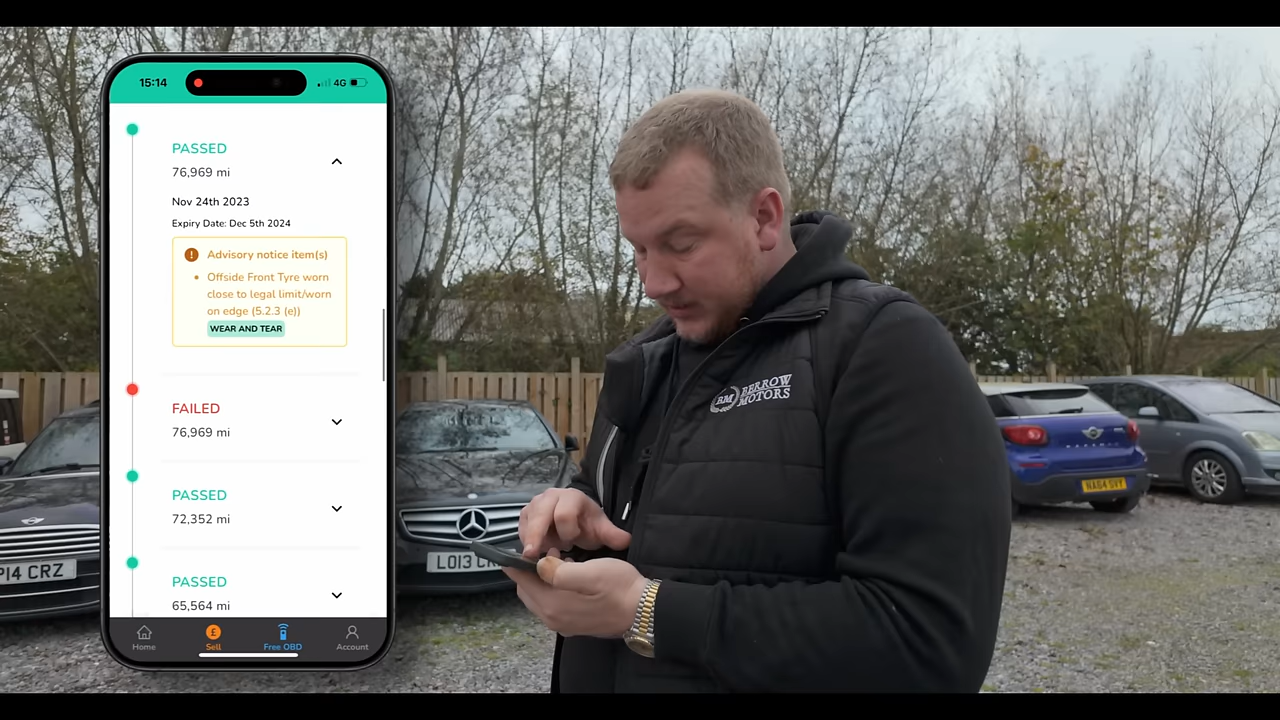 15:14
4G
PASSED
76,969 mi
Nov 24th 2023
Expiry Date: Dec 5th 2024
! Advisory notice item(s)
• Offside Front Tyre worn
close to legal limit/worn
on edge (5.2.3 (e))
WEAR AND TEAR
FAILED
76,969 mi
PASSED
72,352 mi
PASSED
65,564 mi
£
Home
Sell
Free OBD
Account
BM BERROW
MOTORS
P14 CRZ
LO13
NA64 SVY